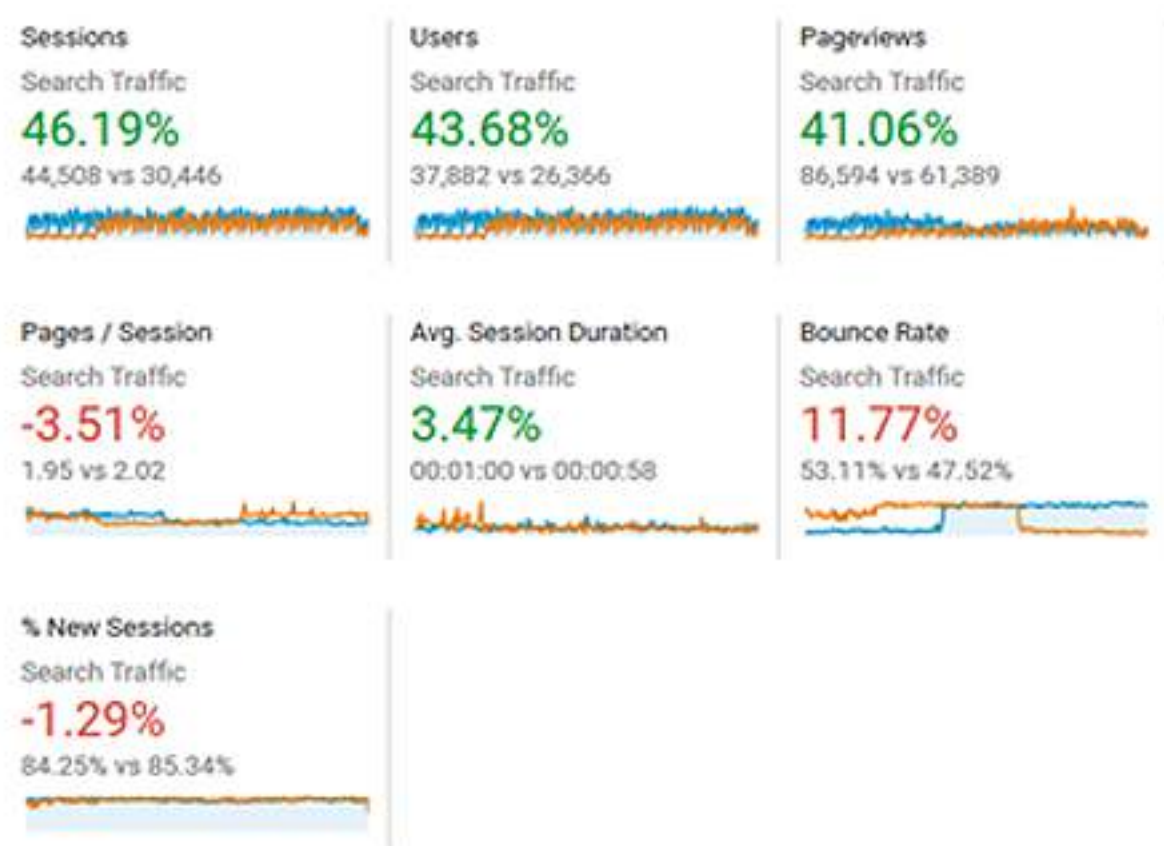 Sessions
Search Traffic
46.19%
44,508 vs 30,446
Users
Search Traffic
43.68%
37,882 vs 26,366
Pageviews
Search Traffic
41.06%
86,594 vs 61,389
Pages / Session
Search Traffic
-3.51%
1.95 vs 2.02
Avg. Session Duration
Search Traffic
3.47%
00:01:00 vs 00:00:58
Bounce Rate
Search Traffic
11.77%
53.11% vs 47.52%
% New Sessions
Search Traffic
-1.29%
84.25% vs 85.34%